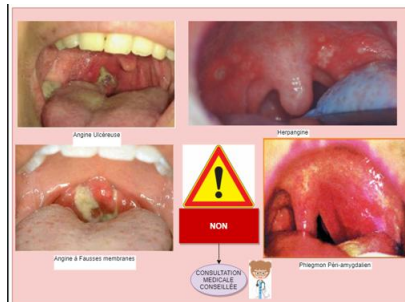 Angine Ulcéreuse
Herpangine
Angine à Fausses membranes
NON
Phlegmon Péri-amygdalien
CONSULTATION
MEDICALE
CONSEILLÉE